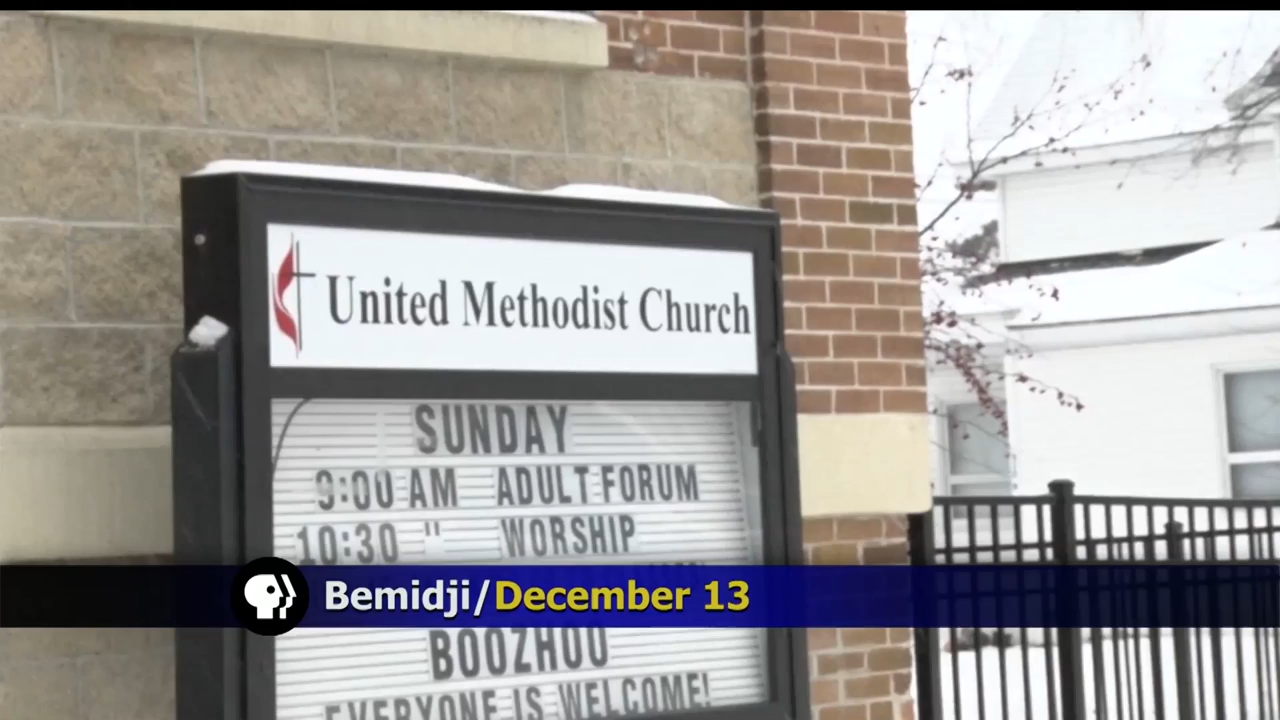 United Methodist Church
SUNDAY
9:00 AM ADULT FORUM
10:30 " WORSHIP
Bemidji/December 13
BOOZHOO
EVERYONE IS WELCOME!